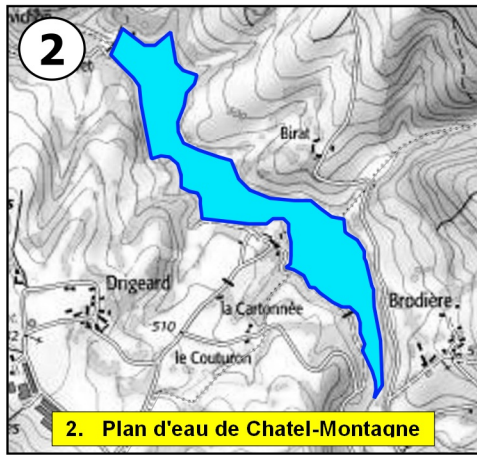 2
Birat
Drigeard
la Cartonnée
Brodière
510
le Couturon
2. Plan d'eau de Chatel-Montagne